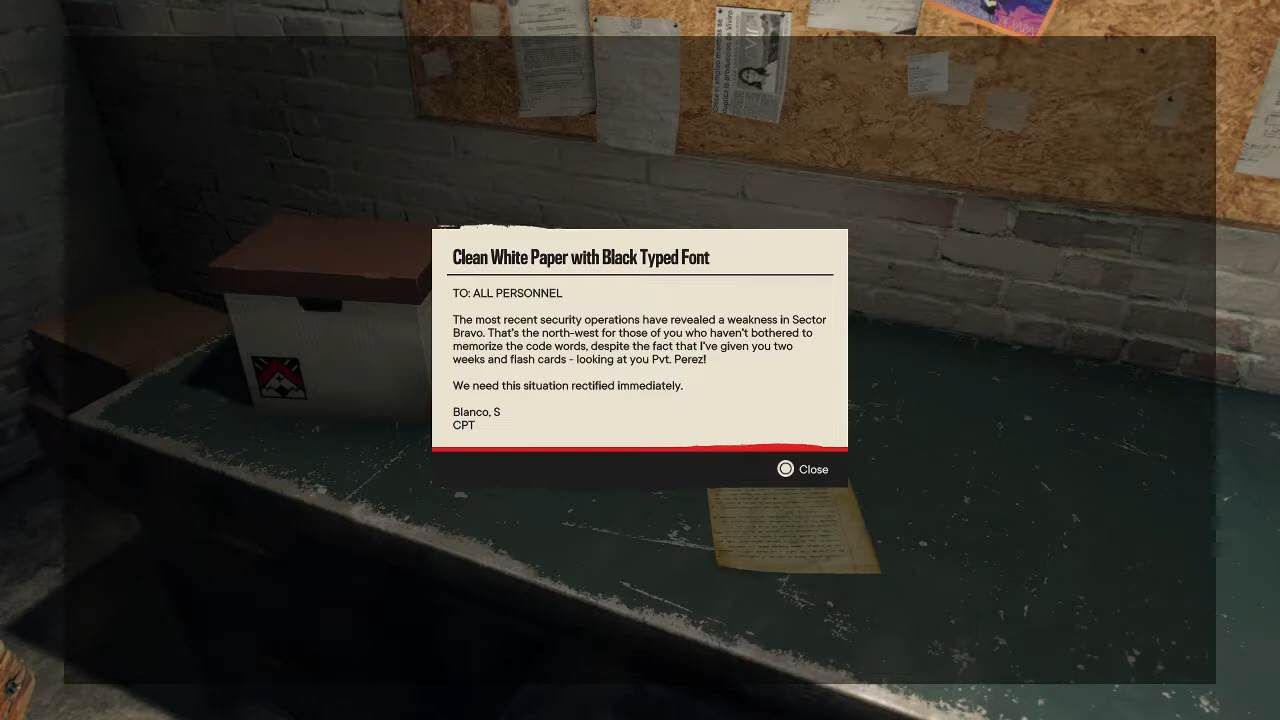 Clean White Paper with Black Typed Font
TO: ALL PERSONNEL
The most recent security operations have revealed a weakness in Sector
Bravo. That's the north-west for those of you who haven't bothered to
memorize the code words, despite the fact that I've given you two
weeks and flash cards - looking at you Pvt. Perez!
We need this situation rectified immediately.
Blanco, S
CPT
Close